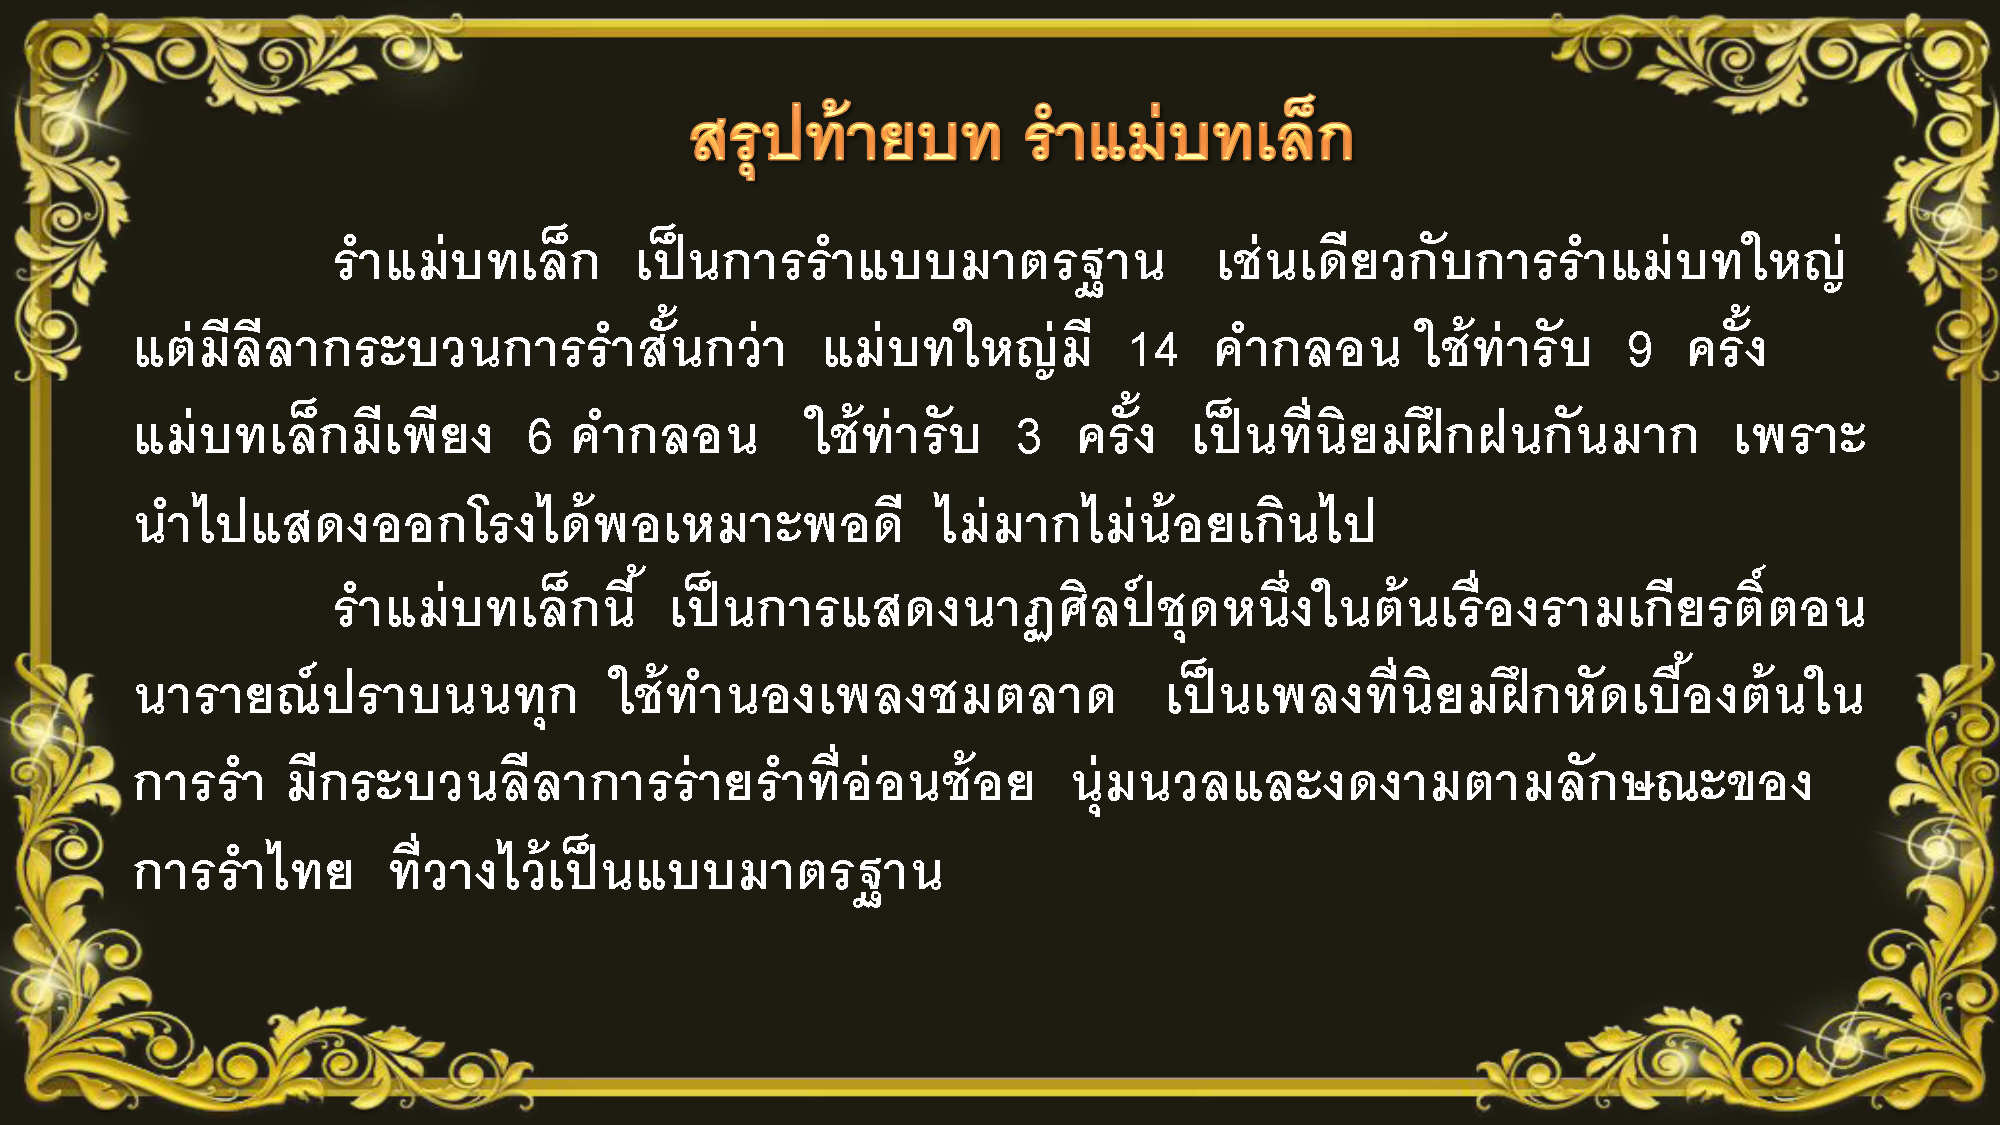 สรุปท้ายบท รำแม่บทเล็ก
รำแม่บทเล็ก เป็นการรำแบบมาตรฐาน เช่นเดียวกับการรำแม่บทใหญ่
แต่มีลีลากระบวนการรำสั้นกว่า แม่บทใหญ่มี 14 คำกลอน ใช้ท่ารับ 9 ครั้ง
แม่บทเล็กมีเพียง 6 คำกลอน ใช้ท่ารับ 3 ครั้ง เป็นที่นิยมฝึกฝนกันมาก เพราะ
นำไปแสดงออกโรงได้พอเหมาะพอดี ไม่มากไม่น้อยเกินไป
รำแม่บทเล็กนี้ เป็นการแสดงนาฏศิลป์ชุดหนึ่งในต้นเรื่องรามเกียรติ์ตอน
นารายณ์ปราบนนทุก ใช้ทำนองเพลงชมตลาด เป็นเพลงที่นิยมฝึกหัดเบื้องต้นใน
การรำ มีกระบวนลีลาการร่ายรำที่อ่อนช้อย นุ่มนวลและงดงามตามลักษณะของ
การรำไทย ที่วางไว้เป็นแบบมาตรฐาน